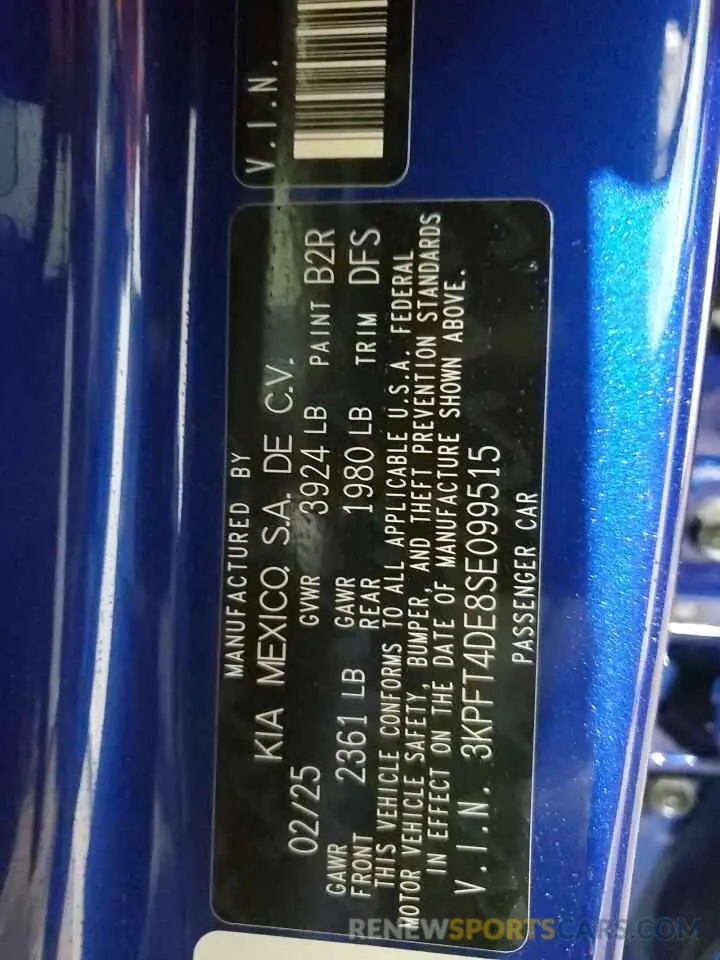 V.I.N.
MANUFACTURED BY
KIA MEXICO, S.A. DE C.V.
02/25 GVWR 3924 LB PAINT B2R
GAWR FRONT 2361 LB GAWR REAR 1980 LB TRIM DFS
THIS VEHICLE CONFORMS TO ALL APPLICABLE U.S.A. FEDERAL
MOTOR VEHICLE SAFETY, BUMPER, AND THEFT PREVENTION STANDARDS
IN EFFECT ON THE DATE OF MANUFACTURE SHOWN ABOVE.
V.I.N. 3KPFT4DE8SE099515
PASSENGER CAR
RENEWSPORTSCARS.COM